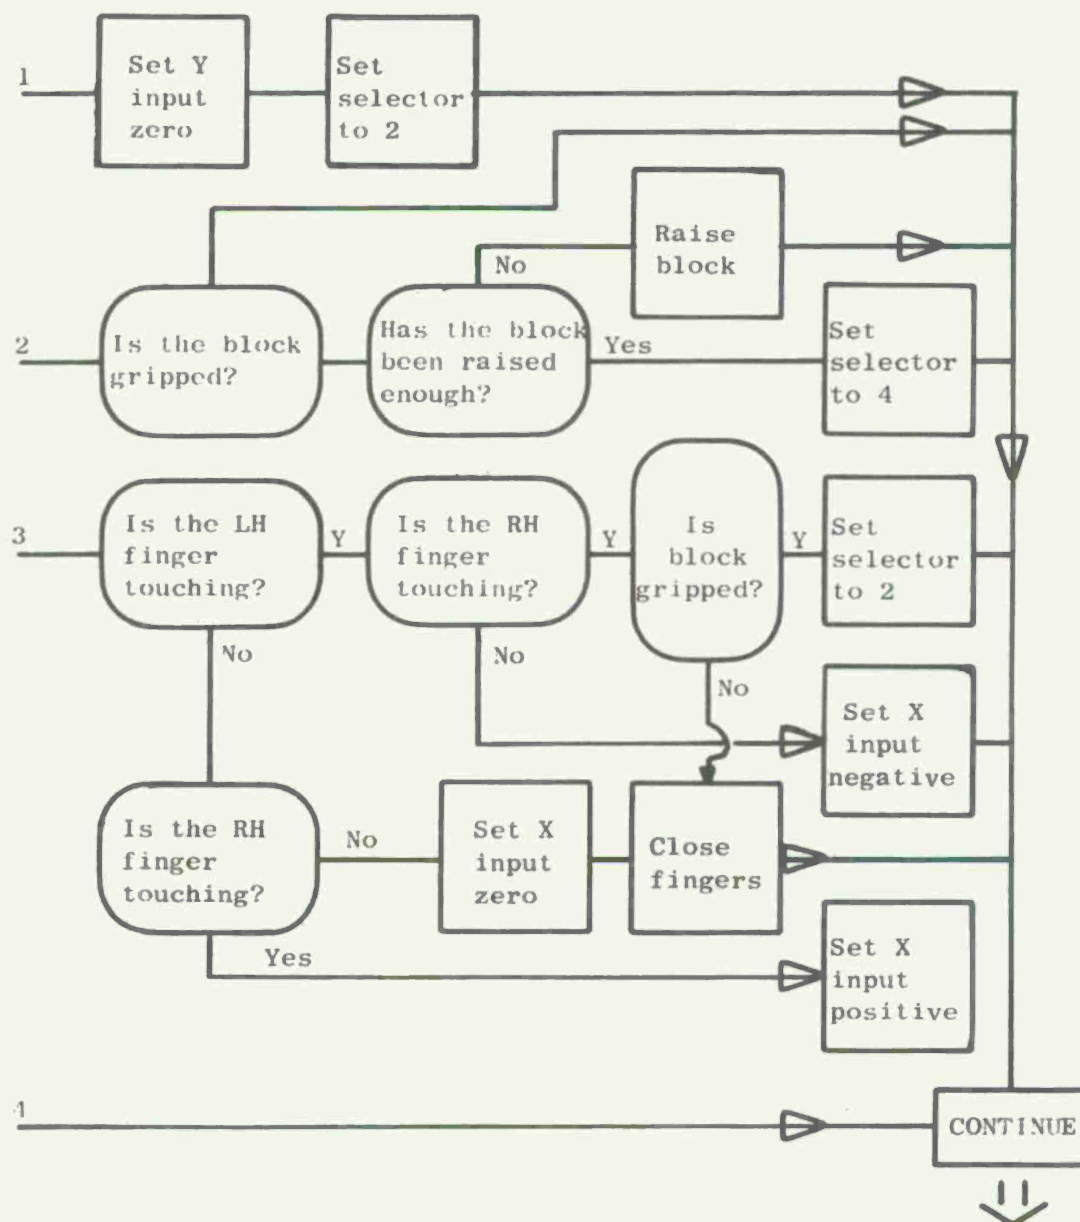 1
Set Y
input
zero
Set
selector
to 2
Raise
block
No
2
Is the block
gripped?
Has the block
been raised
enough?
Yes
Set
selector
to 4
3
Is the LH
finger
touching?
Y
Is the RH
finger
touching?
Y
Is
block
gripped?
Y
Set
selector
to 2
No
No
No
Set X
input
negative
Is the RH
finger
touching?
No
Set X
input
zero
Close
fingers
Yes
Set X
input
positive
4
CONTINUE